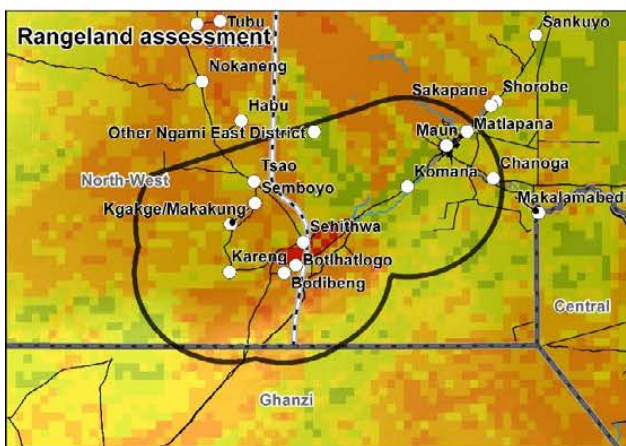 Tubu
Sankuyo
Rangeland assessment
Nokaneng
Sakapane
Shorobe
Habu
Other Ngami East District
Maun
Matlapana
Tsao
Komana
Chanoga
North-West
Semboyo
Kgakge/Makakung
Makalamabed
Sehithwa
Kareng
Botlhatlogo
Bodibeng
Central
Ghanzi